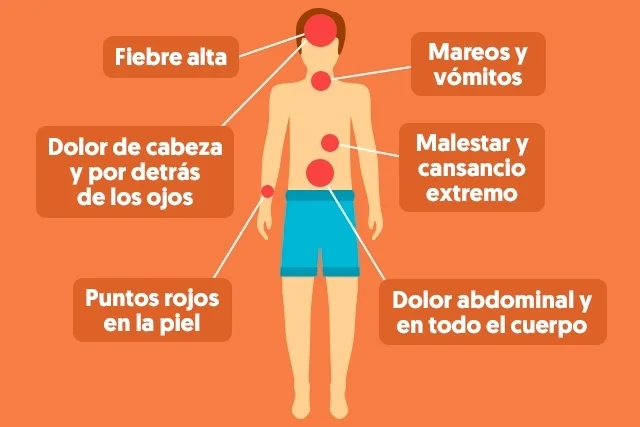 Fiebre alta
Mareos y
vómitos
Dolor de cabeza
y por detrás
de los ojos
Malestar y
cansancio
extremo
Puntos rojos
en la piel
Dolor abdominal y
en todo el cuerpo